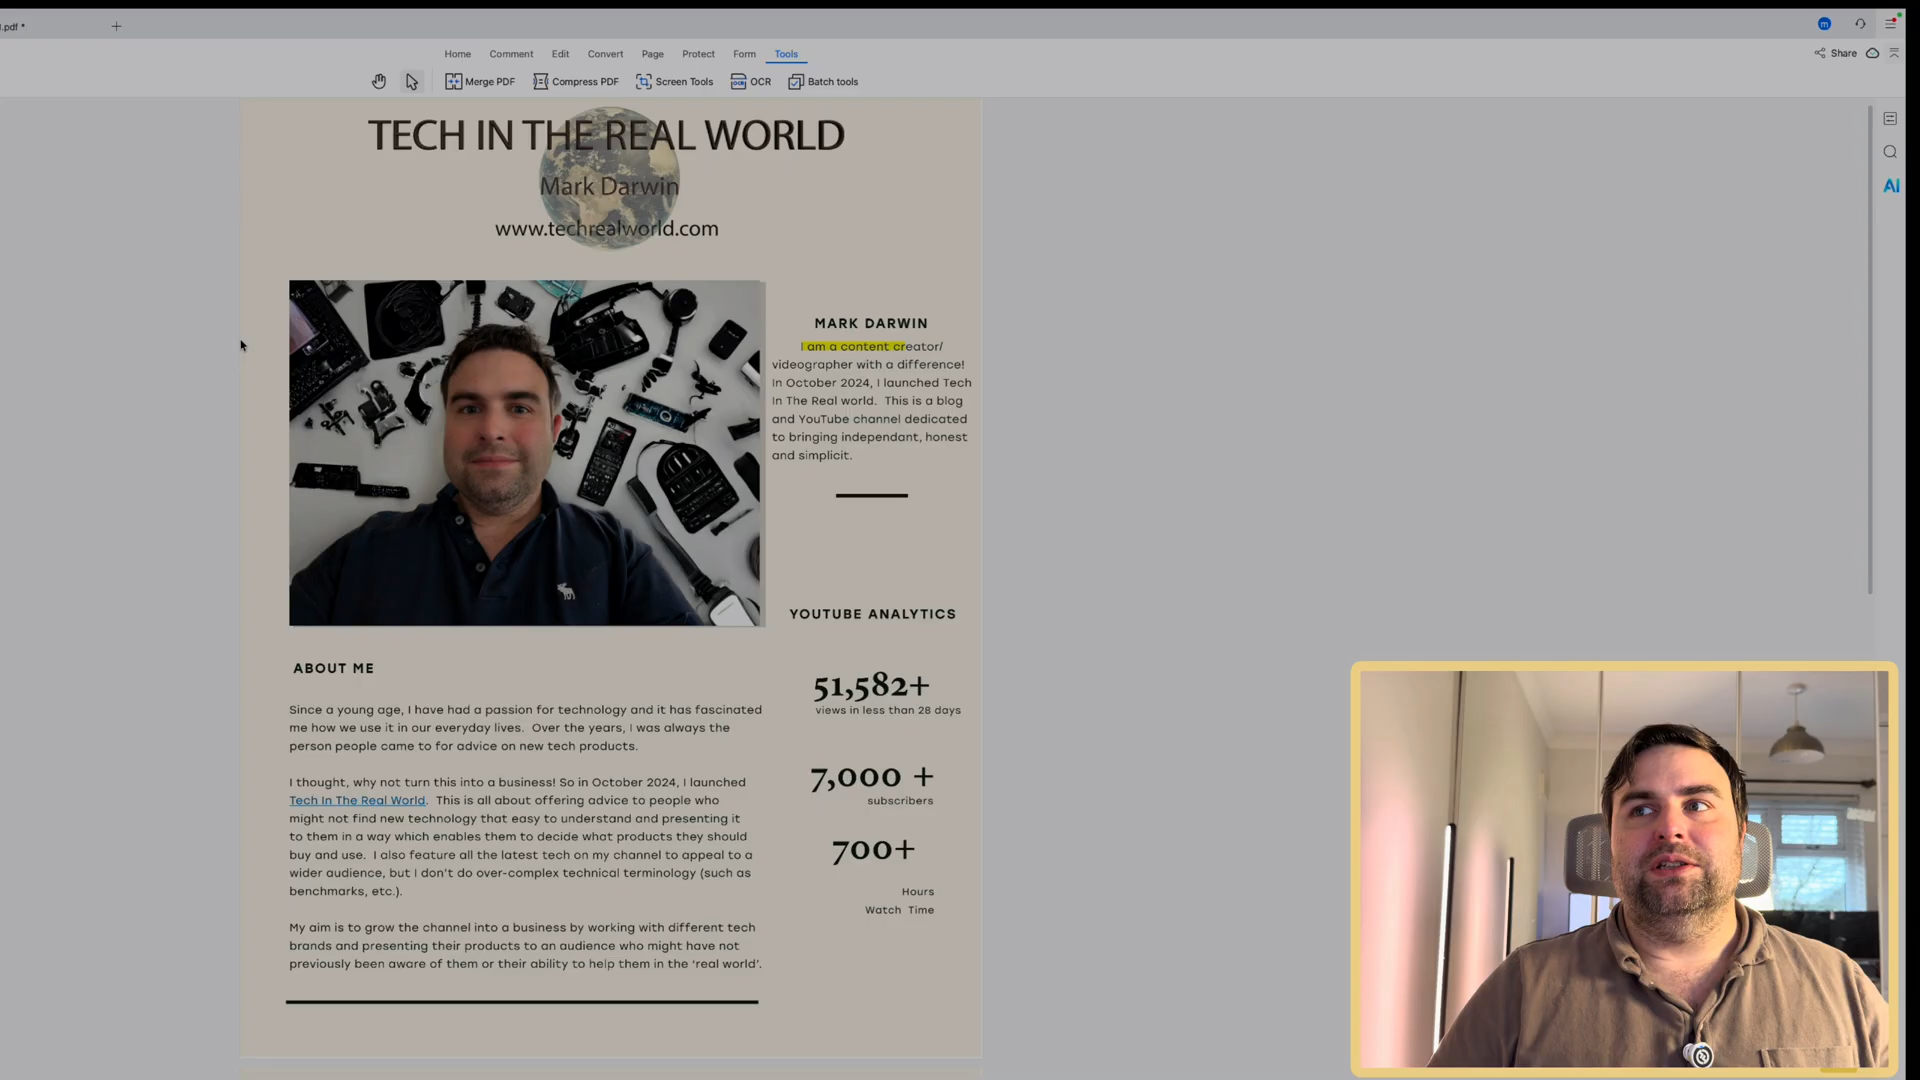 .pdf *
Home Comment Edit Convert Page Protect Form Tools
Share
Merge PDF Compress PDF Screen Tools OCR Batch tools
AI
TECH IN THE REAL WORLD
Mark Darwin
www.techrealworld.com
MARK DARWIN
I am a content creator/
videographer with a difference!
In October 2024, I launched Tech
In The Real world. This is a blog
and YouTube channel dedicated
to bringing independant, honest
and simplicit.
YOUTUBE ANALYTICS
51,582+
views in less than 28 days
7,000 +
subscribers
700+
Hours
Watch Time
ABOUT ME
Since a young age, I have had a passion for technology and it has fascinated
me how we use it in our everyday lives. Over the years, I was always the
person people came to for advice on new tech products.
I thought, why not turn this into a business! So in October 2024, I launched
Tech In The Real World. This is all about offering advice to people who
might not find new technology that easy to understand and presenting it
to them in a way which enables them to decide what products they should
buy and use. I also feature all the latest tech on my channel to appeal to a
wider audience, but I don't do over-complex technical terminology (such as
benchmarks, etc.).
My aim is to grow the channel into a business by working with different tech
brands and presenting their products to an audience who might have not
previously been aware of them or their ability to help them in the ‘real world’.